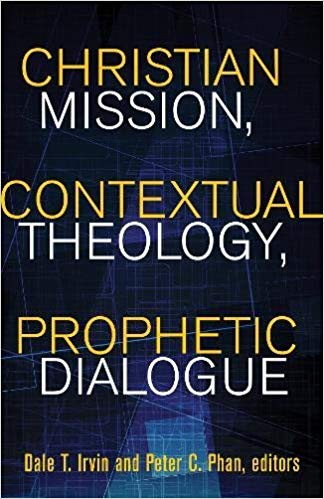 CHRISTIAN
MISSION,
CONTEXTUAL
THEOLOGY,
PROPHETIC
DIALOGUE
Dale T. Irvin and Peter C. Phan, editors